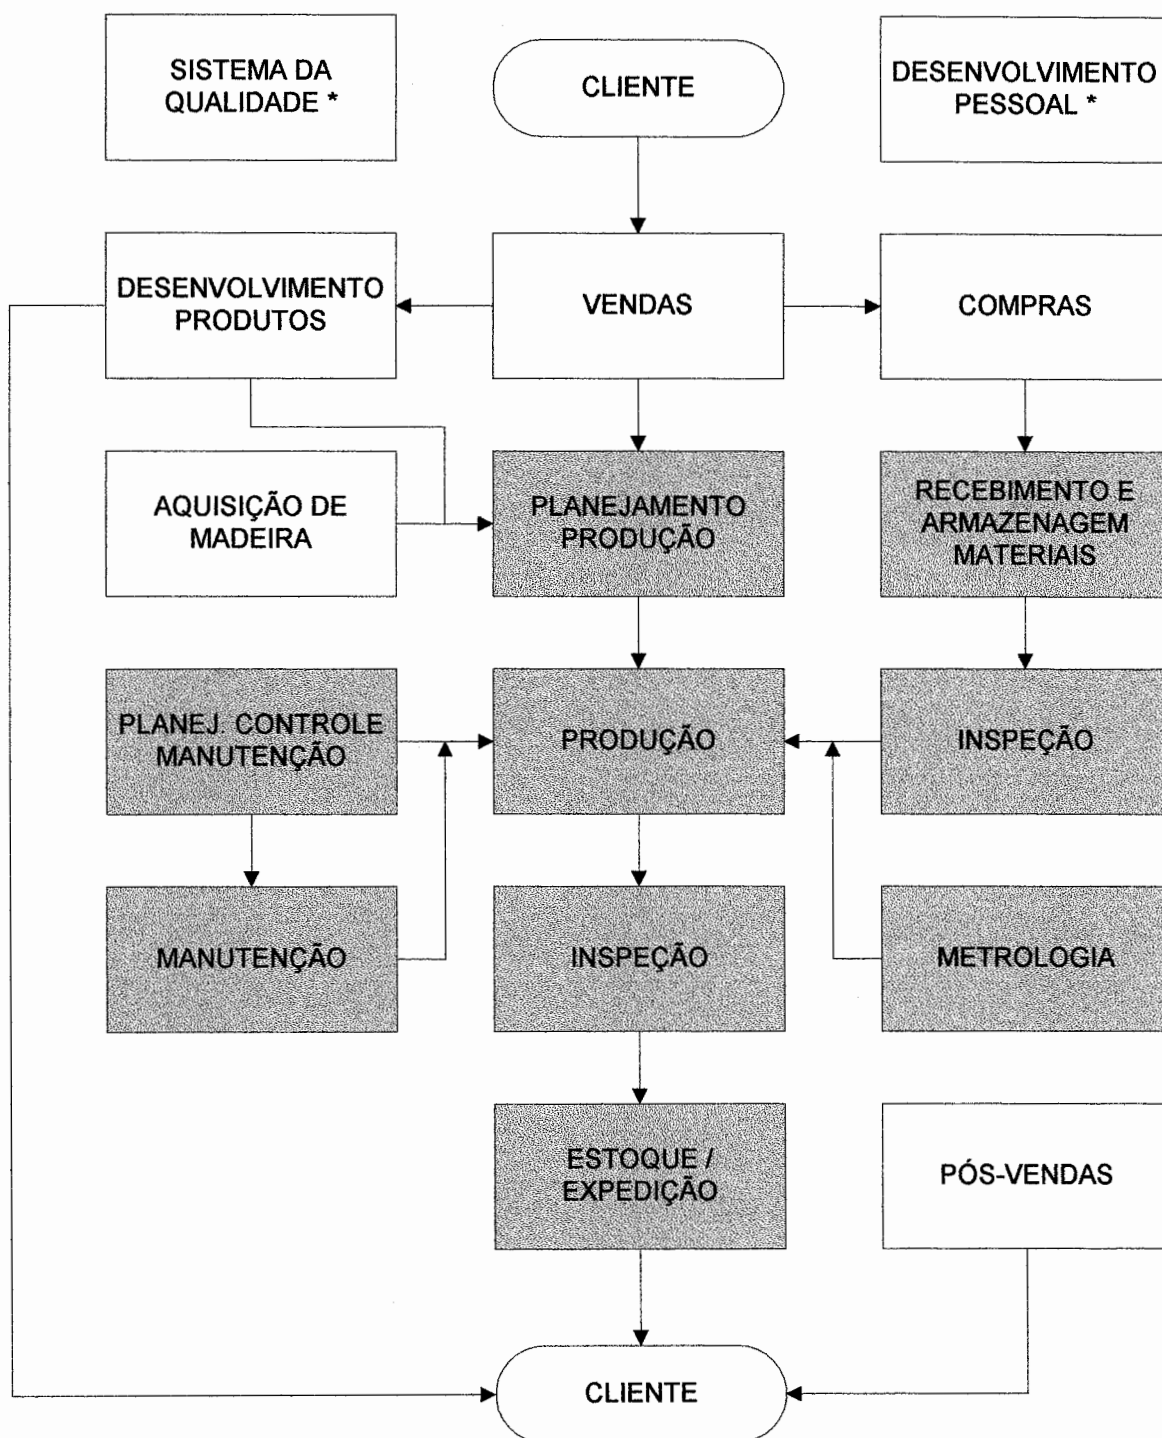 SISTEMA DA
QUALIDADE *
CLIENTE
DESENVOLVIMENTO
PESSOAL *
DESENVOLVIMENTO
PRODUTOS
VENDAS
COMPRAS
AQUISIÇÃO DE
MADEIRA
PLANEJAMENTO
PRODUÇÃO
RECEBIMENTO E
ARMAZENAGEM
MATERIAIS
PLANEJ. CONTROLE
MANUTENÇÃO
PRODUÇÃO
INSPEÇÃO
MANUTENÇÃO
INSPEÇÃO
METROLOGIA
ESTOQUE /
EXPEDIÇÃO
PÓS-VENDAS
CLIENTE